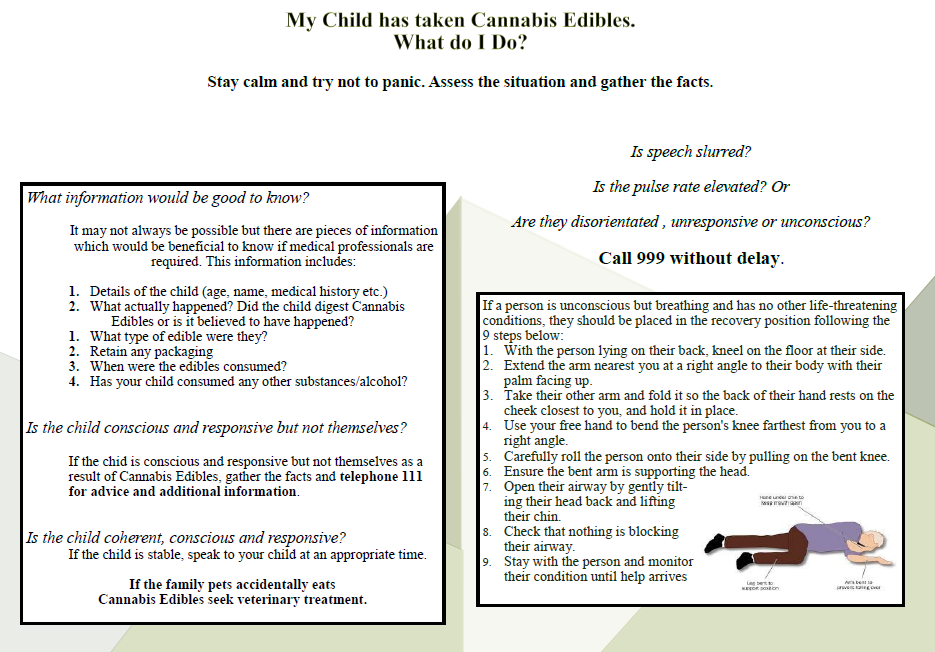 My Child has taken Cannabis Edibles.
What do I Do?
Stay calm and try not to panic. Assess the situation and gather the facts.
What information would be good to know?
It may not always be possible but there are pieces of information
which would be beneficial to know if medical professionals are
required. This information includes:
1. Details of the child (age, name, medical history etc.)
2. What actually happened? Did the child digest Cannabis
Edibles or is it believed to have happened?
1. What type of edible were they?
2. Retain any packaging
3. When were the edibles consumed?
4. Has your child consumed any other substances/alcohol?
Is the child conscious and responsive but not themselves?
If the chid is conscious and responsive but not themselves as a
result of Cannabis Edibles, gather the facts and telephone 111
for advice and additional information.
Is the child coherent, conscious and responsive?
If the child is stable, speak to your child at an appropriate time.
If the family pets accidentally eats
Cannabis Edibles seek veterinary treatment.
Is speech slurred?
Is the pulse rate elevated? Or
Are they disorientated , unresponsive or unconscious?
Call 999 without delay.
If a person is unconscious but breathing and has no other life-threatening
conditions, they should be placed in the recovery position following the
9 steps below:
1. With the person lying on their back, kneel on the floor at their side.
2. Extend the arm nearest you at a right angle to their body with their
palm facing up.
3. Take their other arm and fold it so the back of their hand rests on the
cheek closest to you, and hold it in place.
4. Use your free hand to bend the person's knee farthest from you to a
right angle.
5. Carefully roll the person onto their side by pulling on the bent knee.
6. Ensure the bent arm is supporting the head.
7. Open their airway by gently tilt-
ing their head back and lifting
their chin.
8. Check that nothing is blocking
their airway.
9. Stay with the person and monitor
their condition until help arrives
Hand under chin to
keep mouth open
Leg bent to
support position
Arm bent to
prevent rolling over